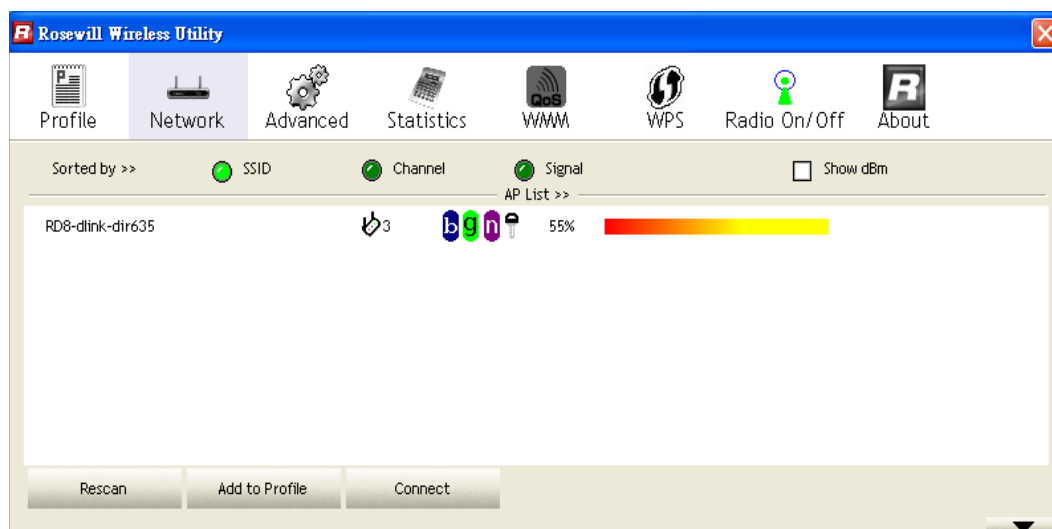 R Rosewill Wireless Utility
Profile Network Advanced Statistics WMM WPS Radio On/Off About
P
QoS
R
Sorted by >> SSID Channel Signal Show dBm
AP List >>
RD8-dlink-dir635 3 b g n 55%
Rescan Add to Profile Connect